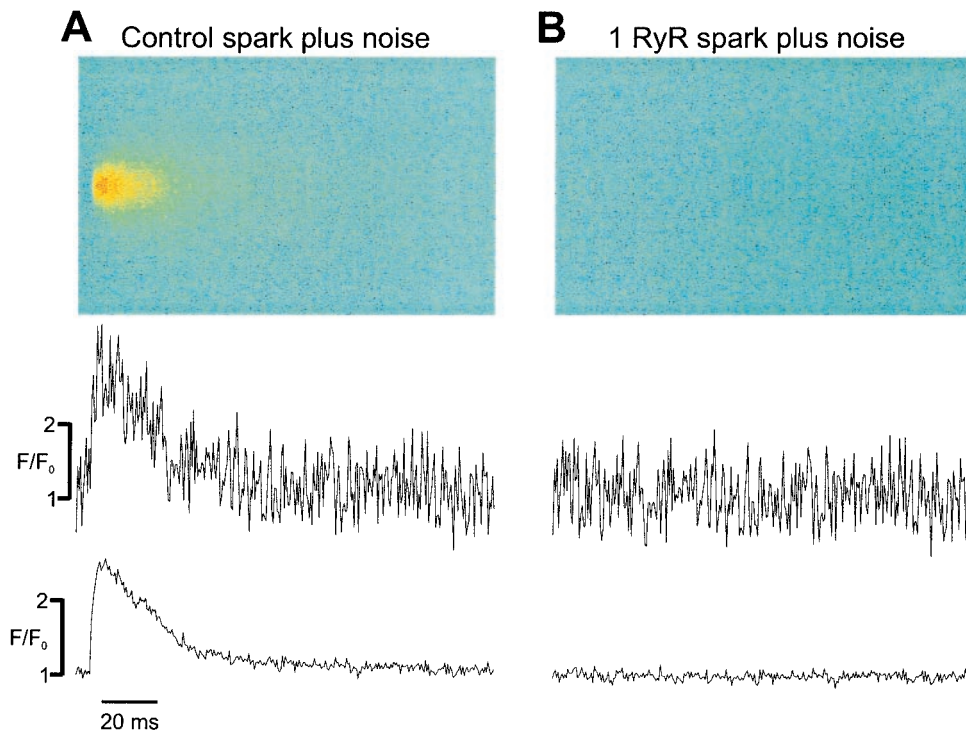 A Control spark plus noise
B 1 RyR spark plus noise
2
F/F₀
1
2
F/F₀
1
20 ms